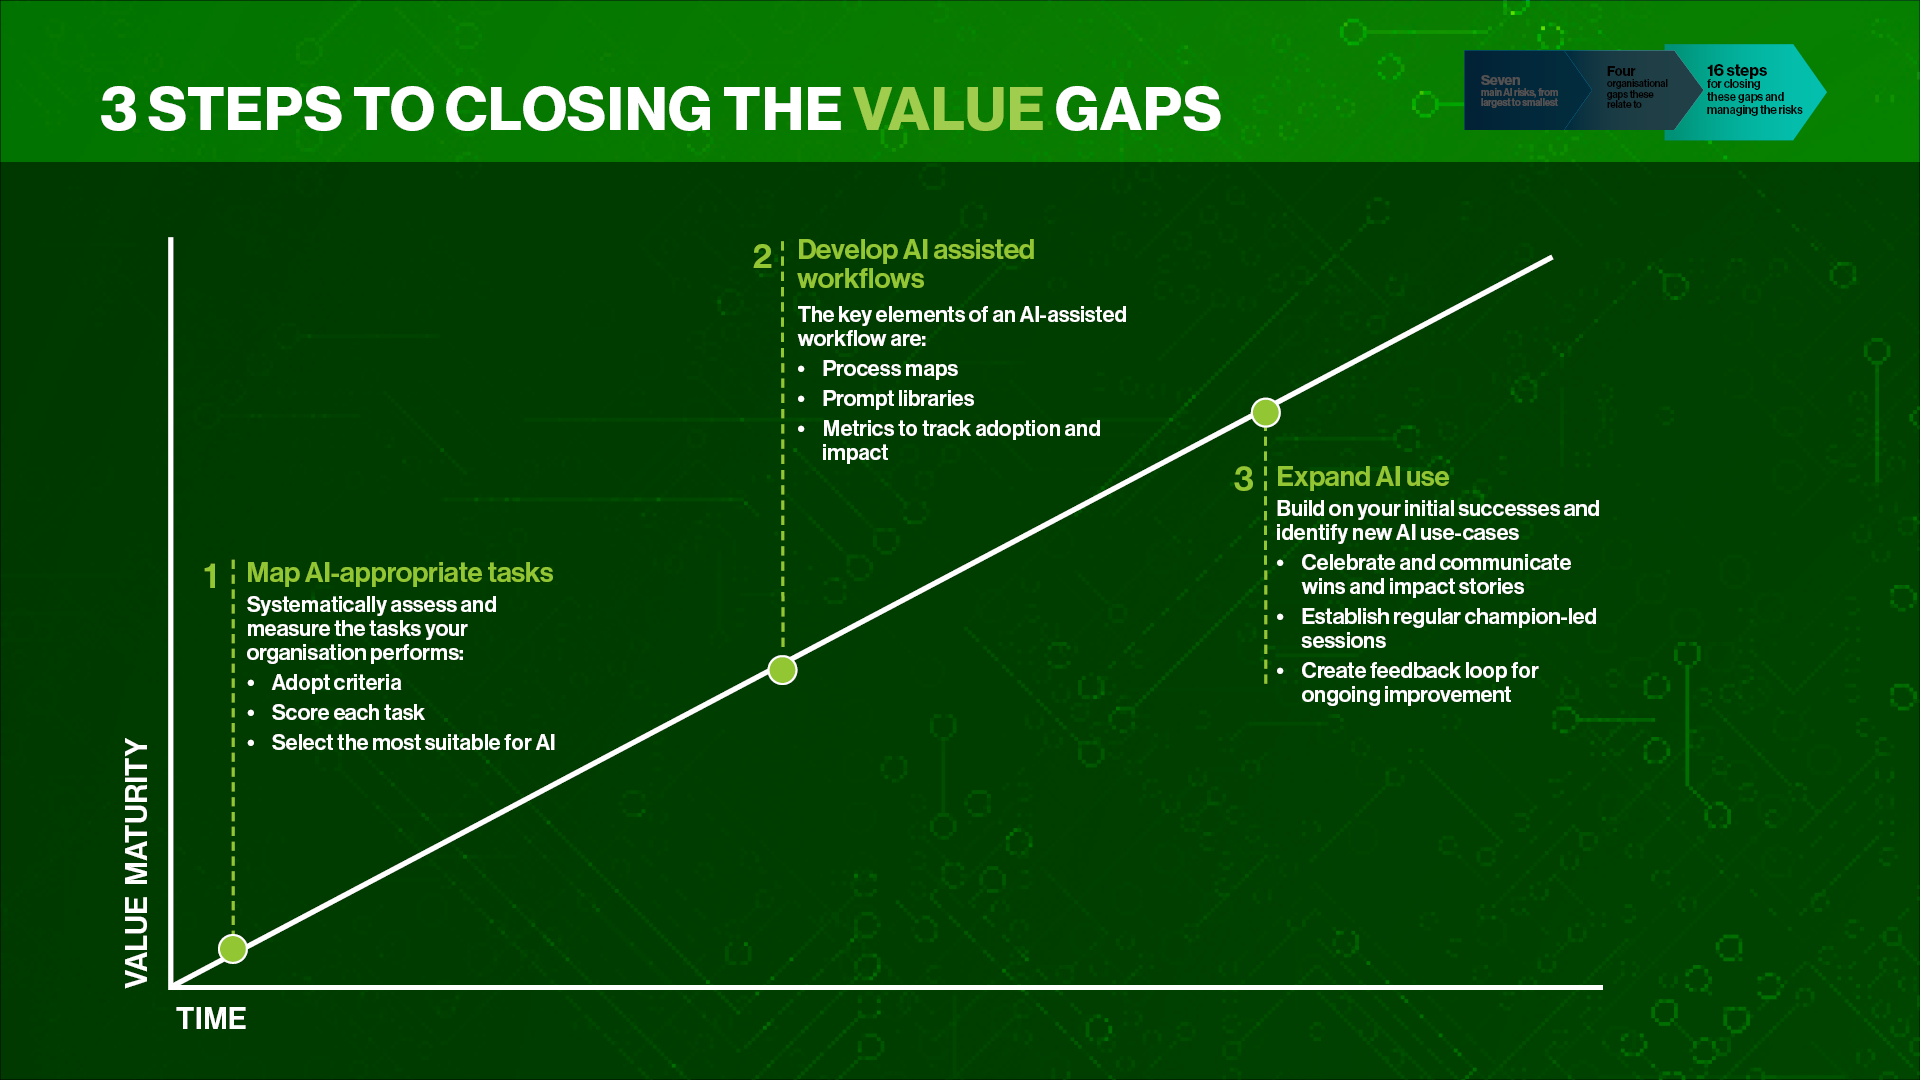 3 STEPS TO CLOSING THE VALUE GAPS
Seven
main AI risks, from
largest to smallest
Four
organisational
gaps these
relate to
16 steps
for closing
these gaps and
managing the risks
2
Develop AI assisted
workflows
The key elements of an AI-assisted
workflow are:
• Process maps
• Prompt libraries
• Metrics to track adoption and
impact
3
Expand AI use
Build on your initial successes and
identify new AI use-cases
• Celebrate and communicate
wins and impact stories
• Establish regular champion-led
sessions
• Create feedback loop for
ongoing improvement
1
Map AI-appropriate tasks
Systematically assess and
measure the tasks your
organisation performs:
• Adopt criteria
• Score each task
• Select the most suitable for AI
VALUE MATURITY
TIME